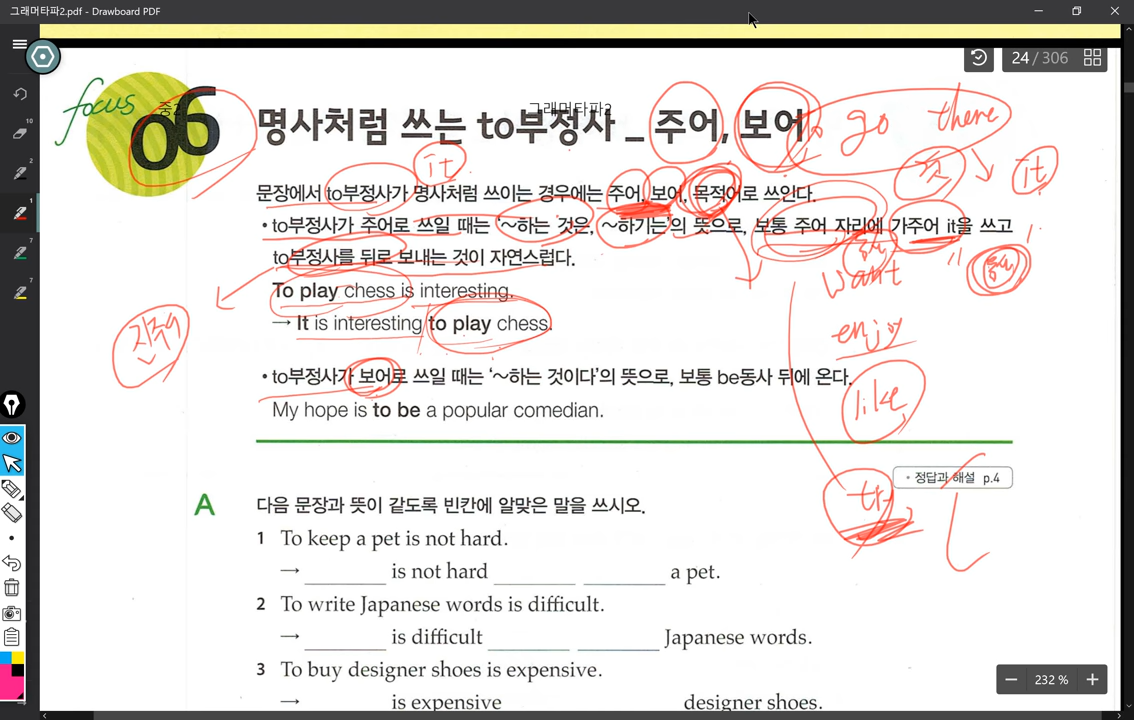 그래머타파2.pdf - Drawboard PDF
24 / 306
focus
중2
06
그래머타파2
명사처럼 쓰는 to부정사 _ 주어, 보어
to go there
it
it
문장에서 to부정사가 명사처럼 쓰이는 경우에는 주어, 보어, 목적어로 쓰인다.
• to부정사가 주어로 쓰일 때는 '~하는 것은, ~하기는'의 뜻으로, 보통 주어 자리에 가주어 it을 쓰고
to부정사를 뒤로 보내는 것이 자연스럽다.
want
To play chess is interesting.
→ It is interesting to play chess.
진주어
enjoy
• to부정사가 보어로 쓰일 때는 '~하는 것이다'의 뜻으로, 보통 be동사 뒤에 온다.
like
My hope is to be a popular comedian.
• 정답과 해설 p.4
A 다음 문장과 뜻이 같도록 빈칸에 알맞은 말을 쓰시오.
1 To keep a pet is not hard.
→ ________ is not hard ________ ________ a pet.
2 To write Japanese words is difficult.
→ ________ is difficult ________ ________ Japanese words.
3 To buy designer shoes is expensive.
→ is expensive designer shoes.
232 %